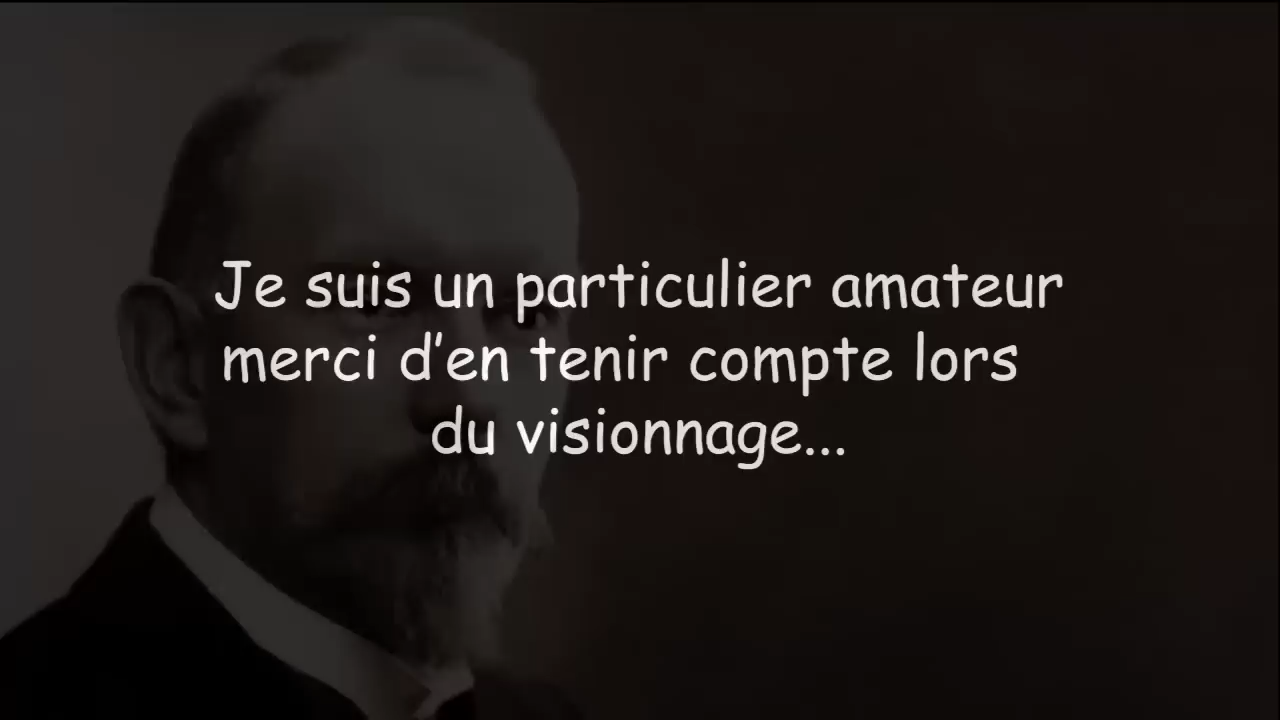 Je suis un particulier amateur
merci d'en tenir compte lors
du visionnage...